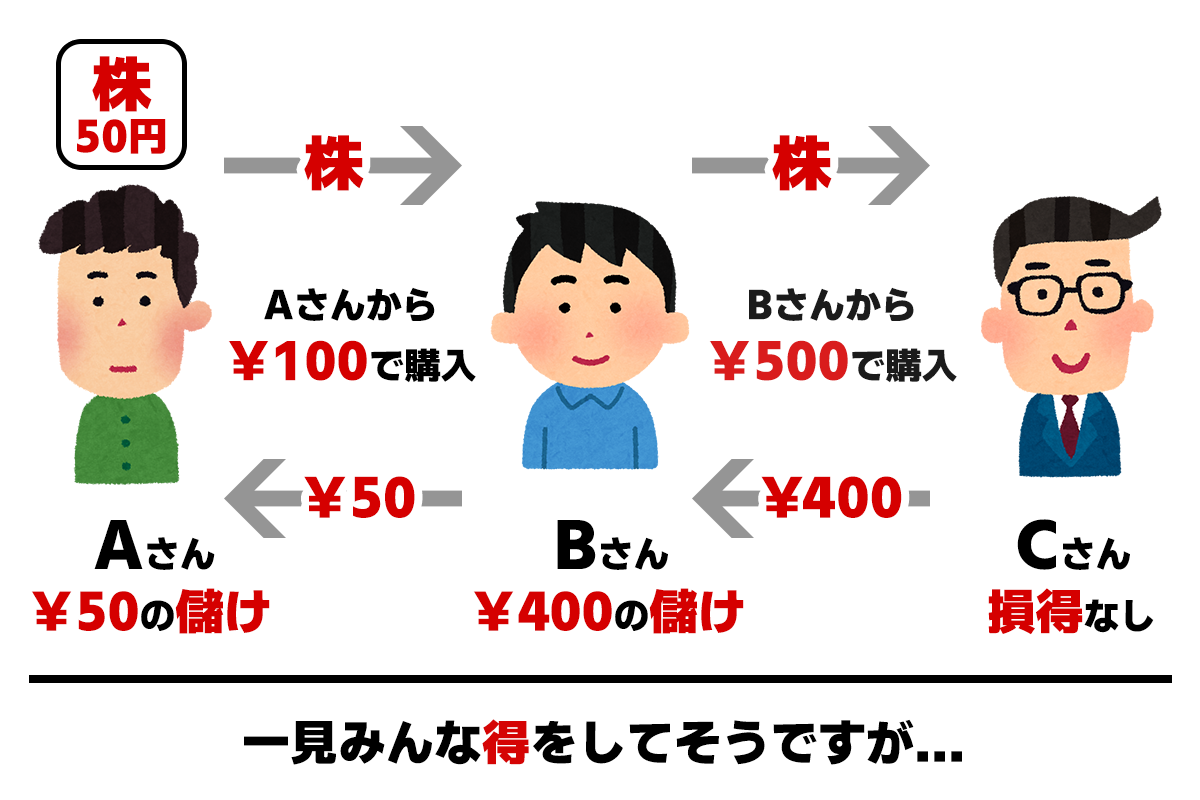 株
50円
株
株
Aさんから
￥100で購入
Bさんから
￥500で購入
￥50
¥400
Aさん
￥50の儲け
Bさん
￥400の儲け
Cさん
損得なし
一見みんな得をしてそうですが...